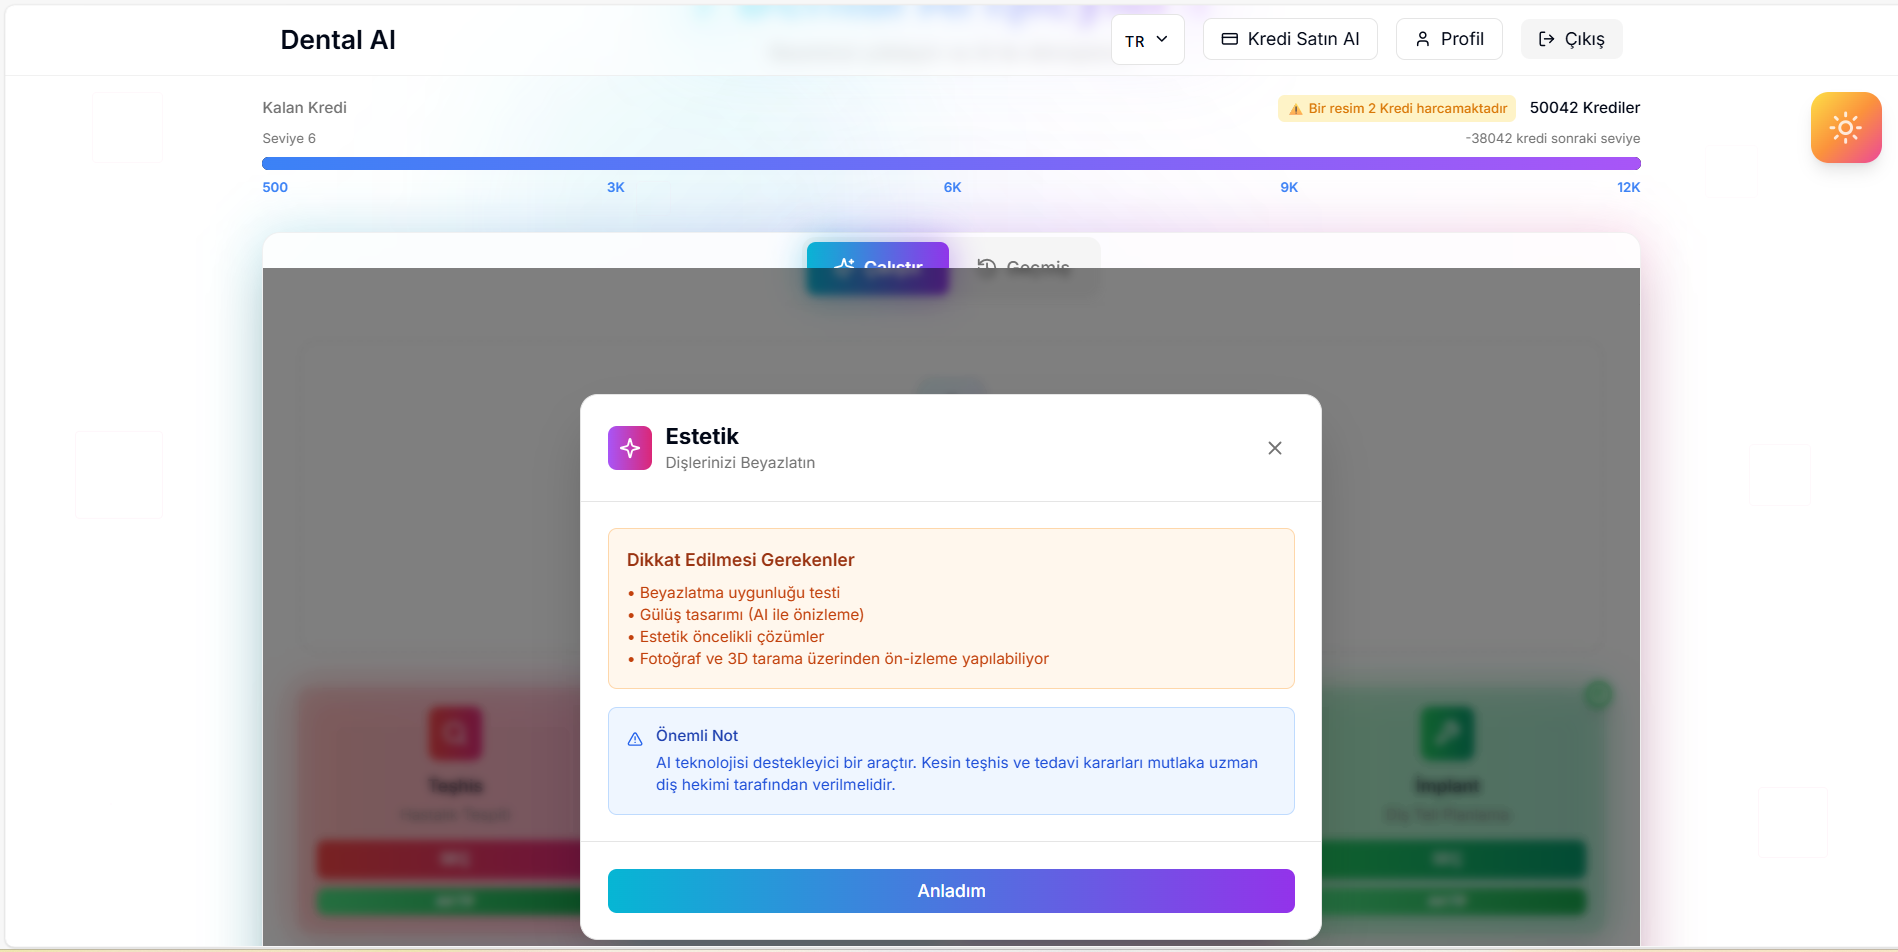 Dental AI
TR
Kredi Satın Al
Profil
Çıkış
Kalan Kredi
Bir resim 2 Kredi harcamaktadır
50042 Krediler
Seviye 6
-38042 kredi sonraki seviye
500
3K
6K
9K
12K
Çalıştır
Geçmiş
Estetik
Dişlerinizi Beyazlatın
Dikkat Edilmesi Gerekenler
• Beyazlatma uygunluğu testi
• Gülüş tasarımı (AI ile önizleme)
• Estetik öncelikli çözümler
• Fotoğraf ve 3D tarama üzerinden ön-izleme yapılabiliyor
Önemli Not
AI teknolojisi destekleyici bir araçtır. Kesin teşhis ve tedavi kararları mutlaka uzman
diş hekimi tarafından verilmelidir.
Teşhis
İmplant
Anladım